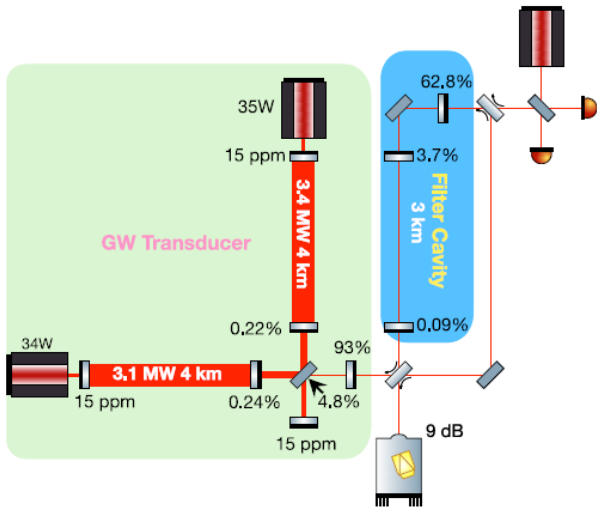 62.8%
35W
15 ppm
3.7%
3.4 MW 4 km
Filter Cavity
3 km
GW Transducer
0.22%
0.09%
34W
93%
3.1 MW 4 km
15 ppm
0.24%
4.8%
15 ppm
9 dB